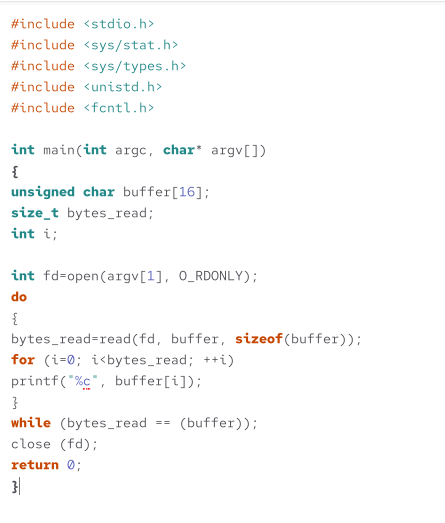 #include <stdio.h>
#include <sys/stat.h>
#include <sys/types.h>
#include <unistd.h>
#include <fcntl.h>
int main(int argc, char* argv[])
{
unsigned char buffer[16];
size_t bytes_read;
int i;
int fd=open(argv[1], O_RDONLY);
do
{
bytes_read=read(fd, buffer, sizeof(buffer));
for (i=0; i<bytes_read; ++i)
printf("%c", buffer[i]);
}
while (bytes_read == (buffer));
close (fd);
return 0;
}